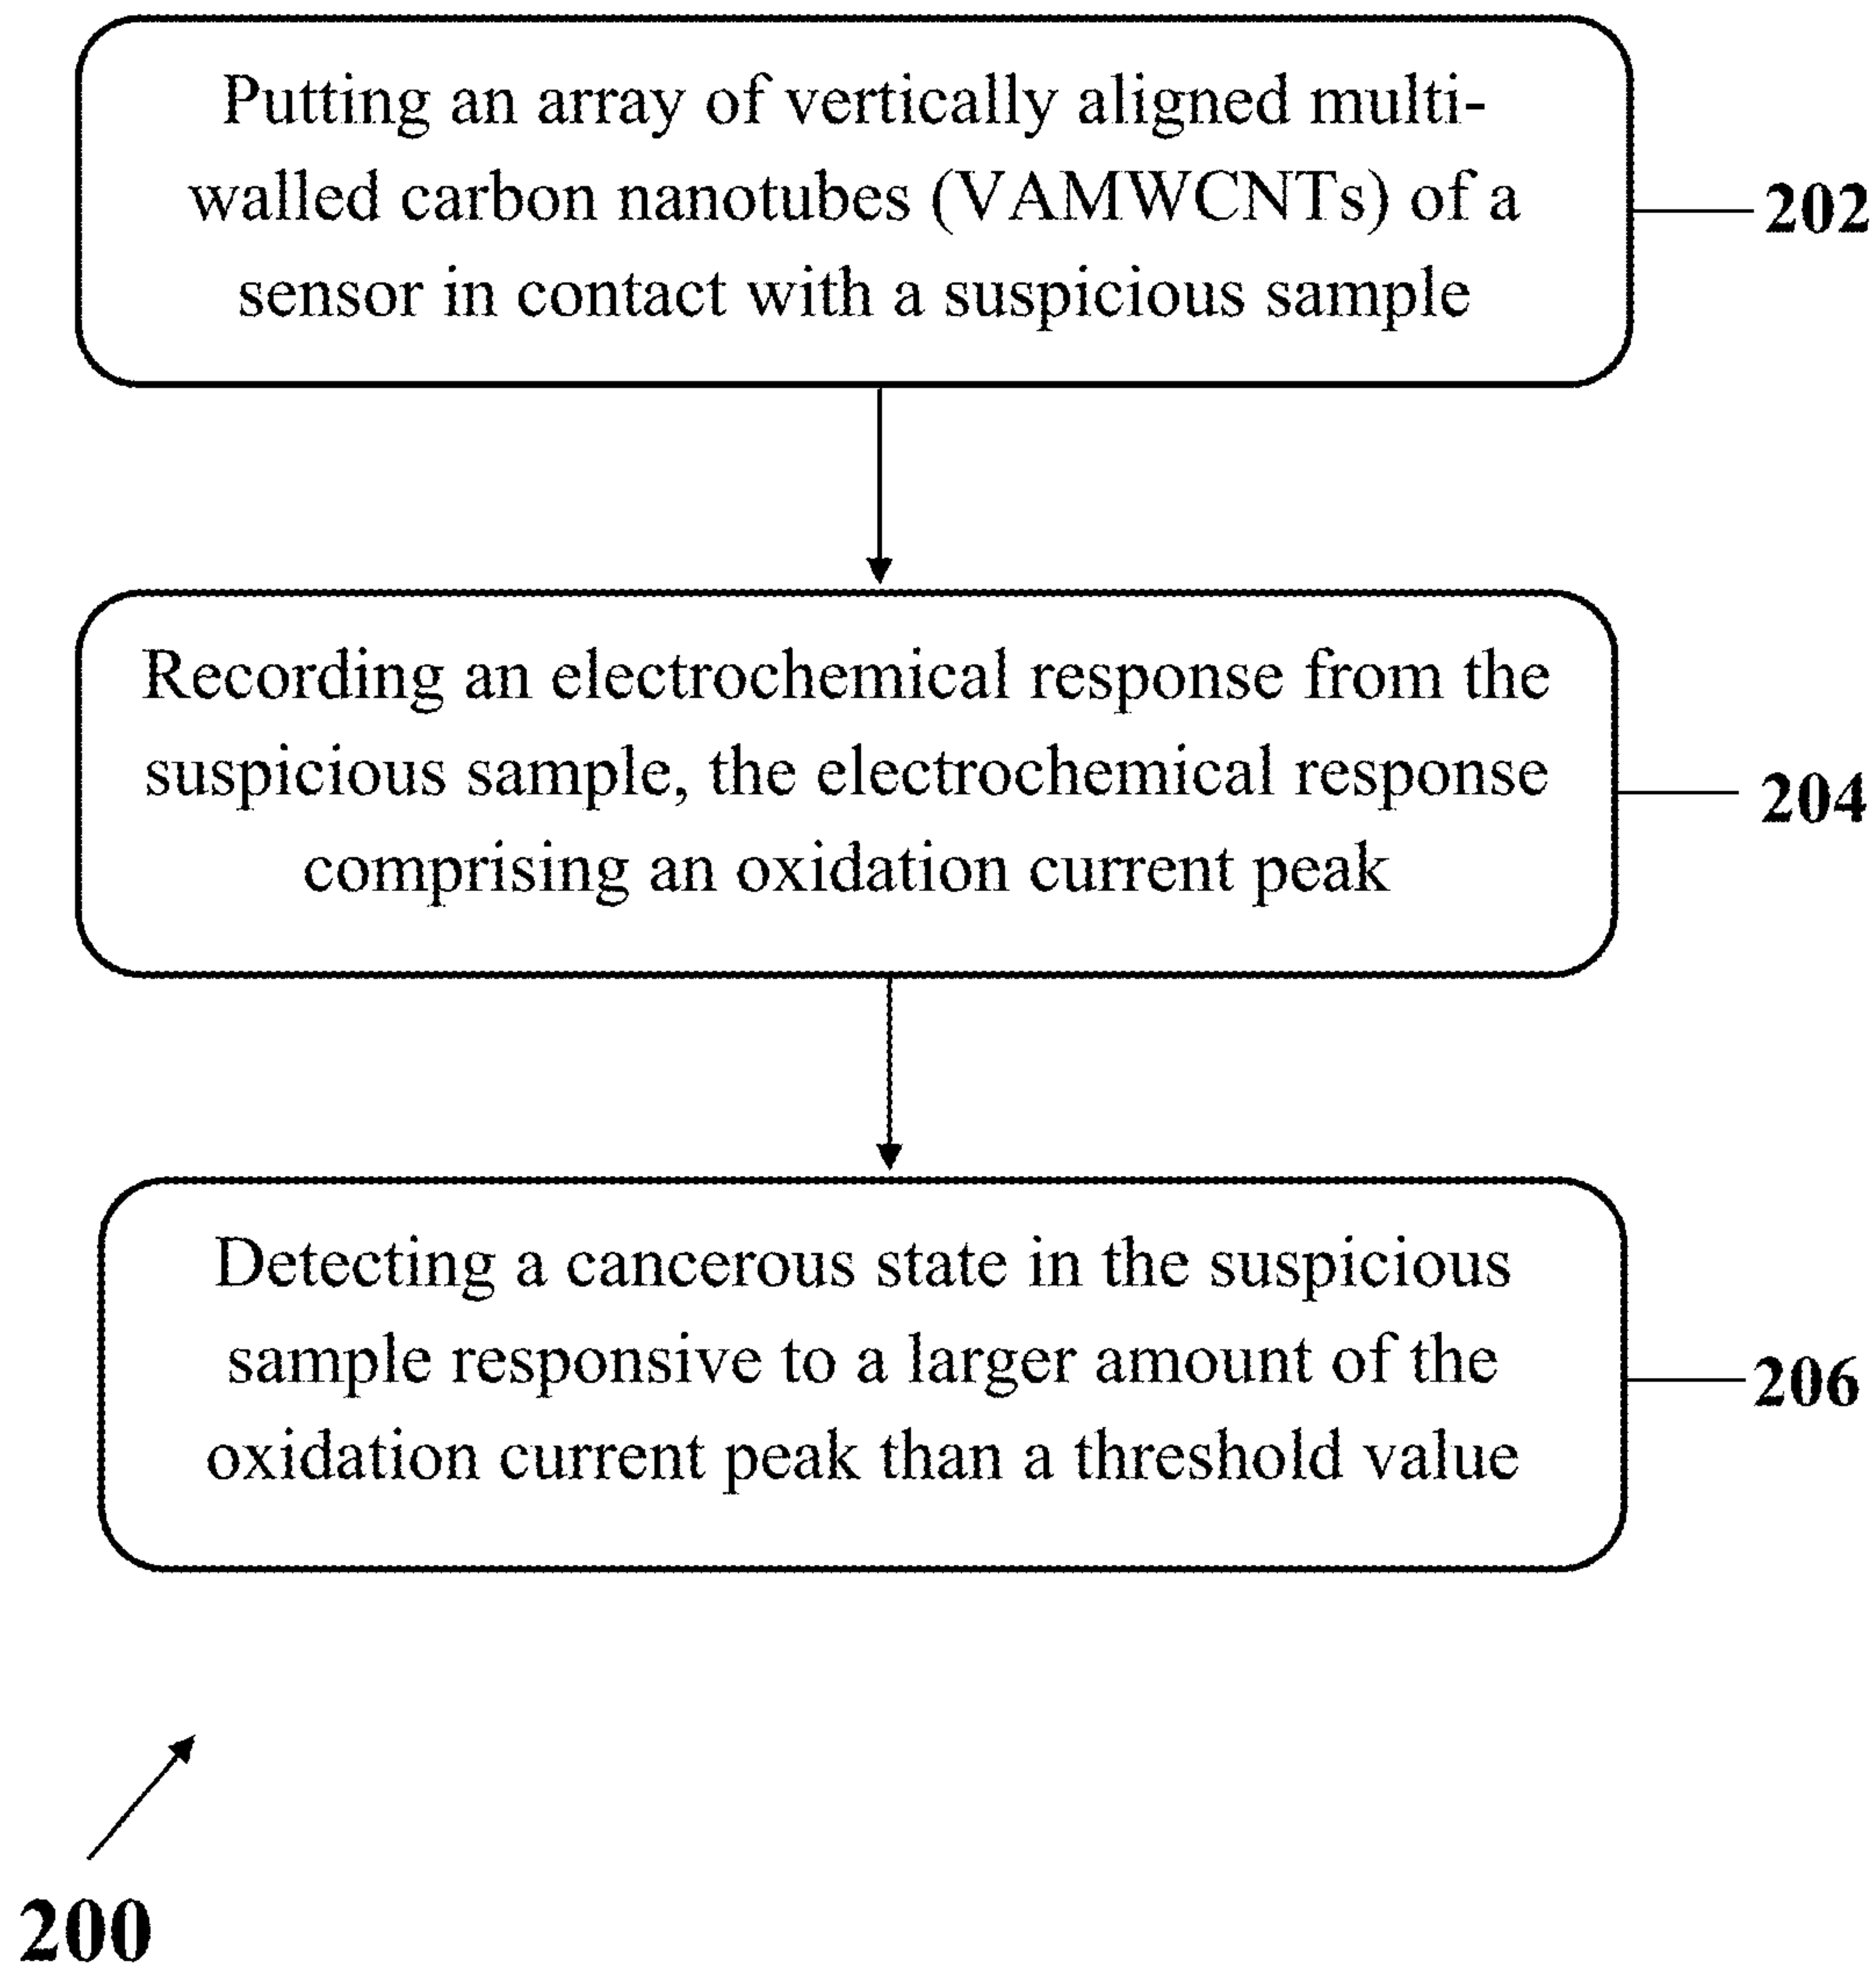 Putting an array of vertically aligned multi-
walled carbon nanotubes (VAMWCNTs) of a
sensor in contact with a suspicious sample
202
Recording an electrochemical response from the
suspicious sample, the electrochemical response
comprising an oxidation current peak
204
Detecting a cancerous state in the suspicious
sample responsive to a larger amount of the
oxidation current peak than a threshold value
206
200